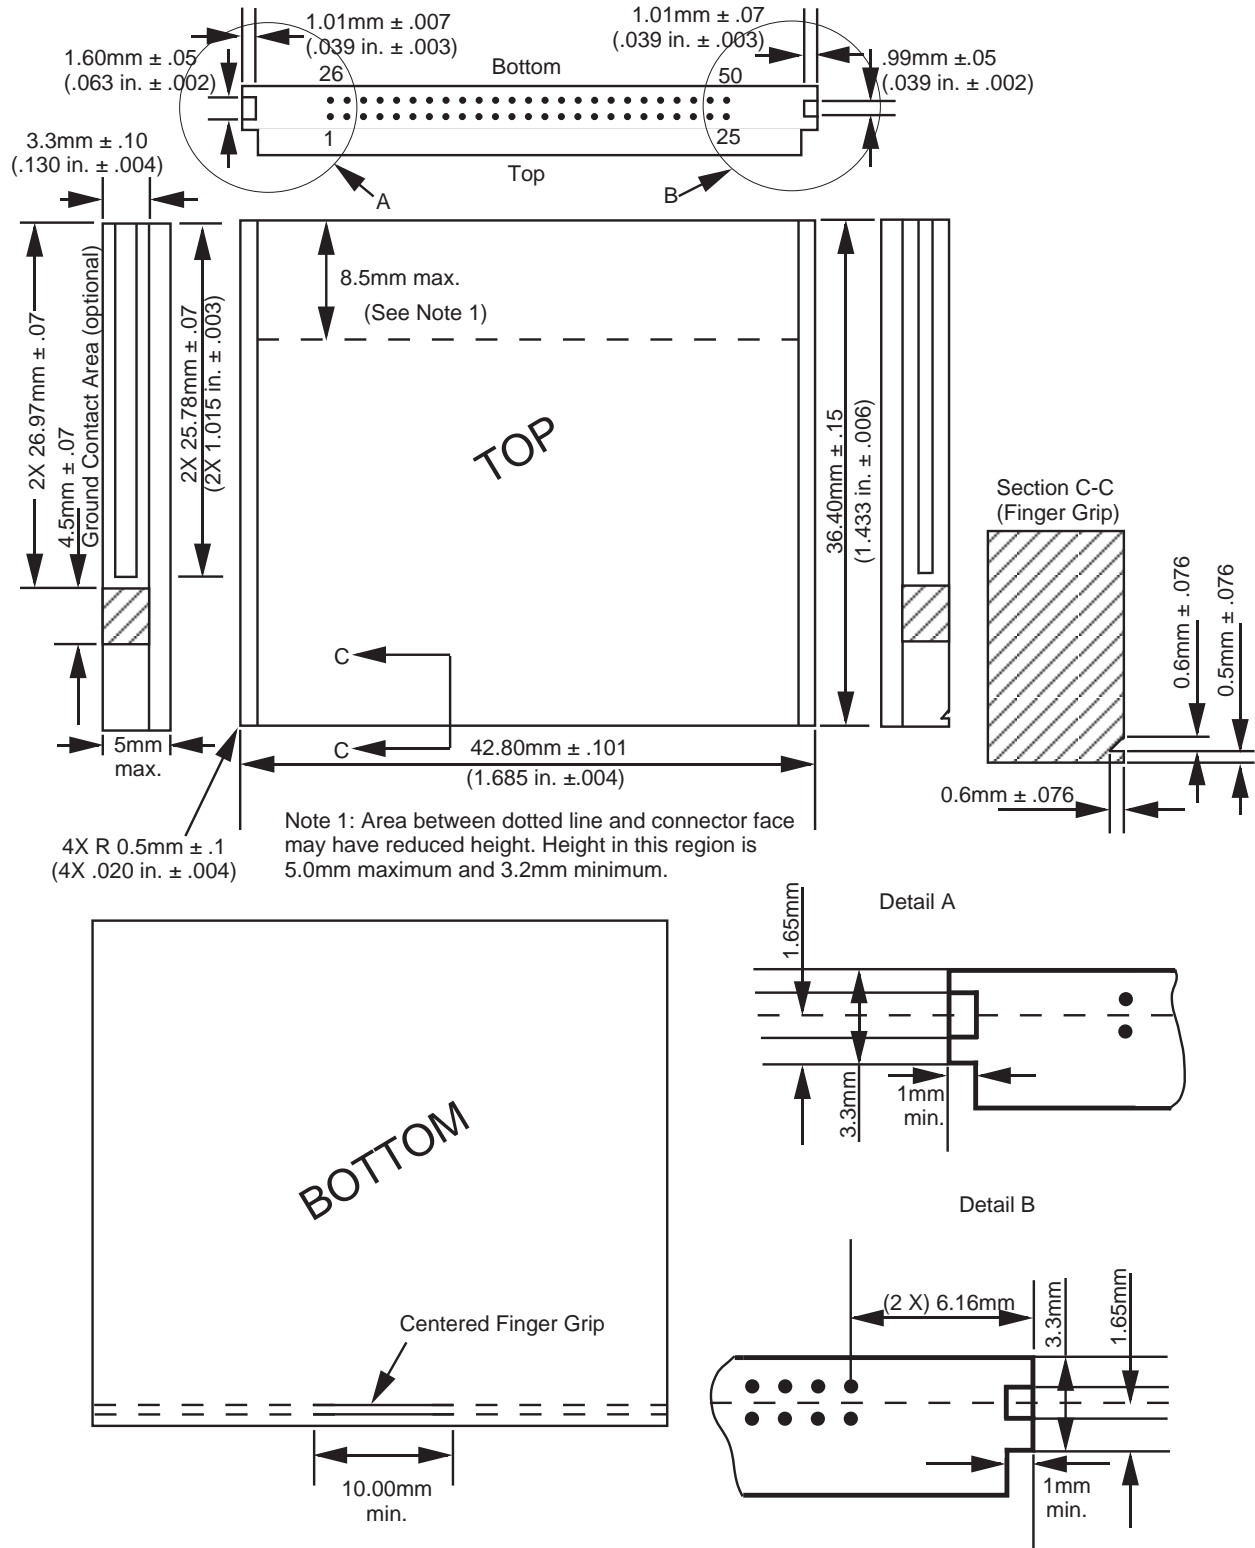 1.01mm ± .007
(.039 in. ± .003)
1.01mm ± .07
(.039 in. ± .003)
1.60mm ± .05
(.063 in. ± .002)
.99mm ±.05
(.039 in. ± .002)
26
Bottom
50
1
25
Top
3.3mm ± .10
(.130 in. ± .004)
A
B
2X 26.97mm ± .07
4.5mm ± .07
Ground Contact Area (optional)
2X 25.78mm ± .07
(2X 1.015 in. ± .003)
8.5mm max.
(See Note 1)
TOP
36.40mm ± .15
(1.433 in. ± .006)
Section C-C
(Finger Grip)
0.6mm ± .076
0.5mm ± .076
0.6mm ± .076
C
C
5mm
max.
42.80mm ± .101
(1.685 in. ±.004)
4X R 0.5mm ± .1
(4X .020 in. ± .004)
Note 1: Area between dotted line and connector face
may have reduced height. Height in this region is
5.0mm maximum and 3.2mm minimum.
Detail A
1.65mm
3.3mm
1mm
min.
BOTTOM
Centered Finger Grip
10.00mm
min.
Detail B
(2 X) 6.16mm
3.3mm
1.65mm
1mm
min.